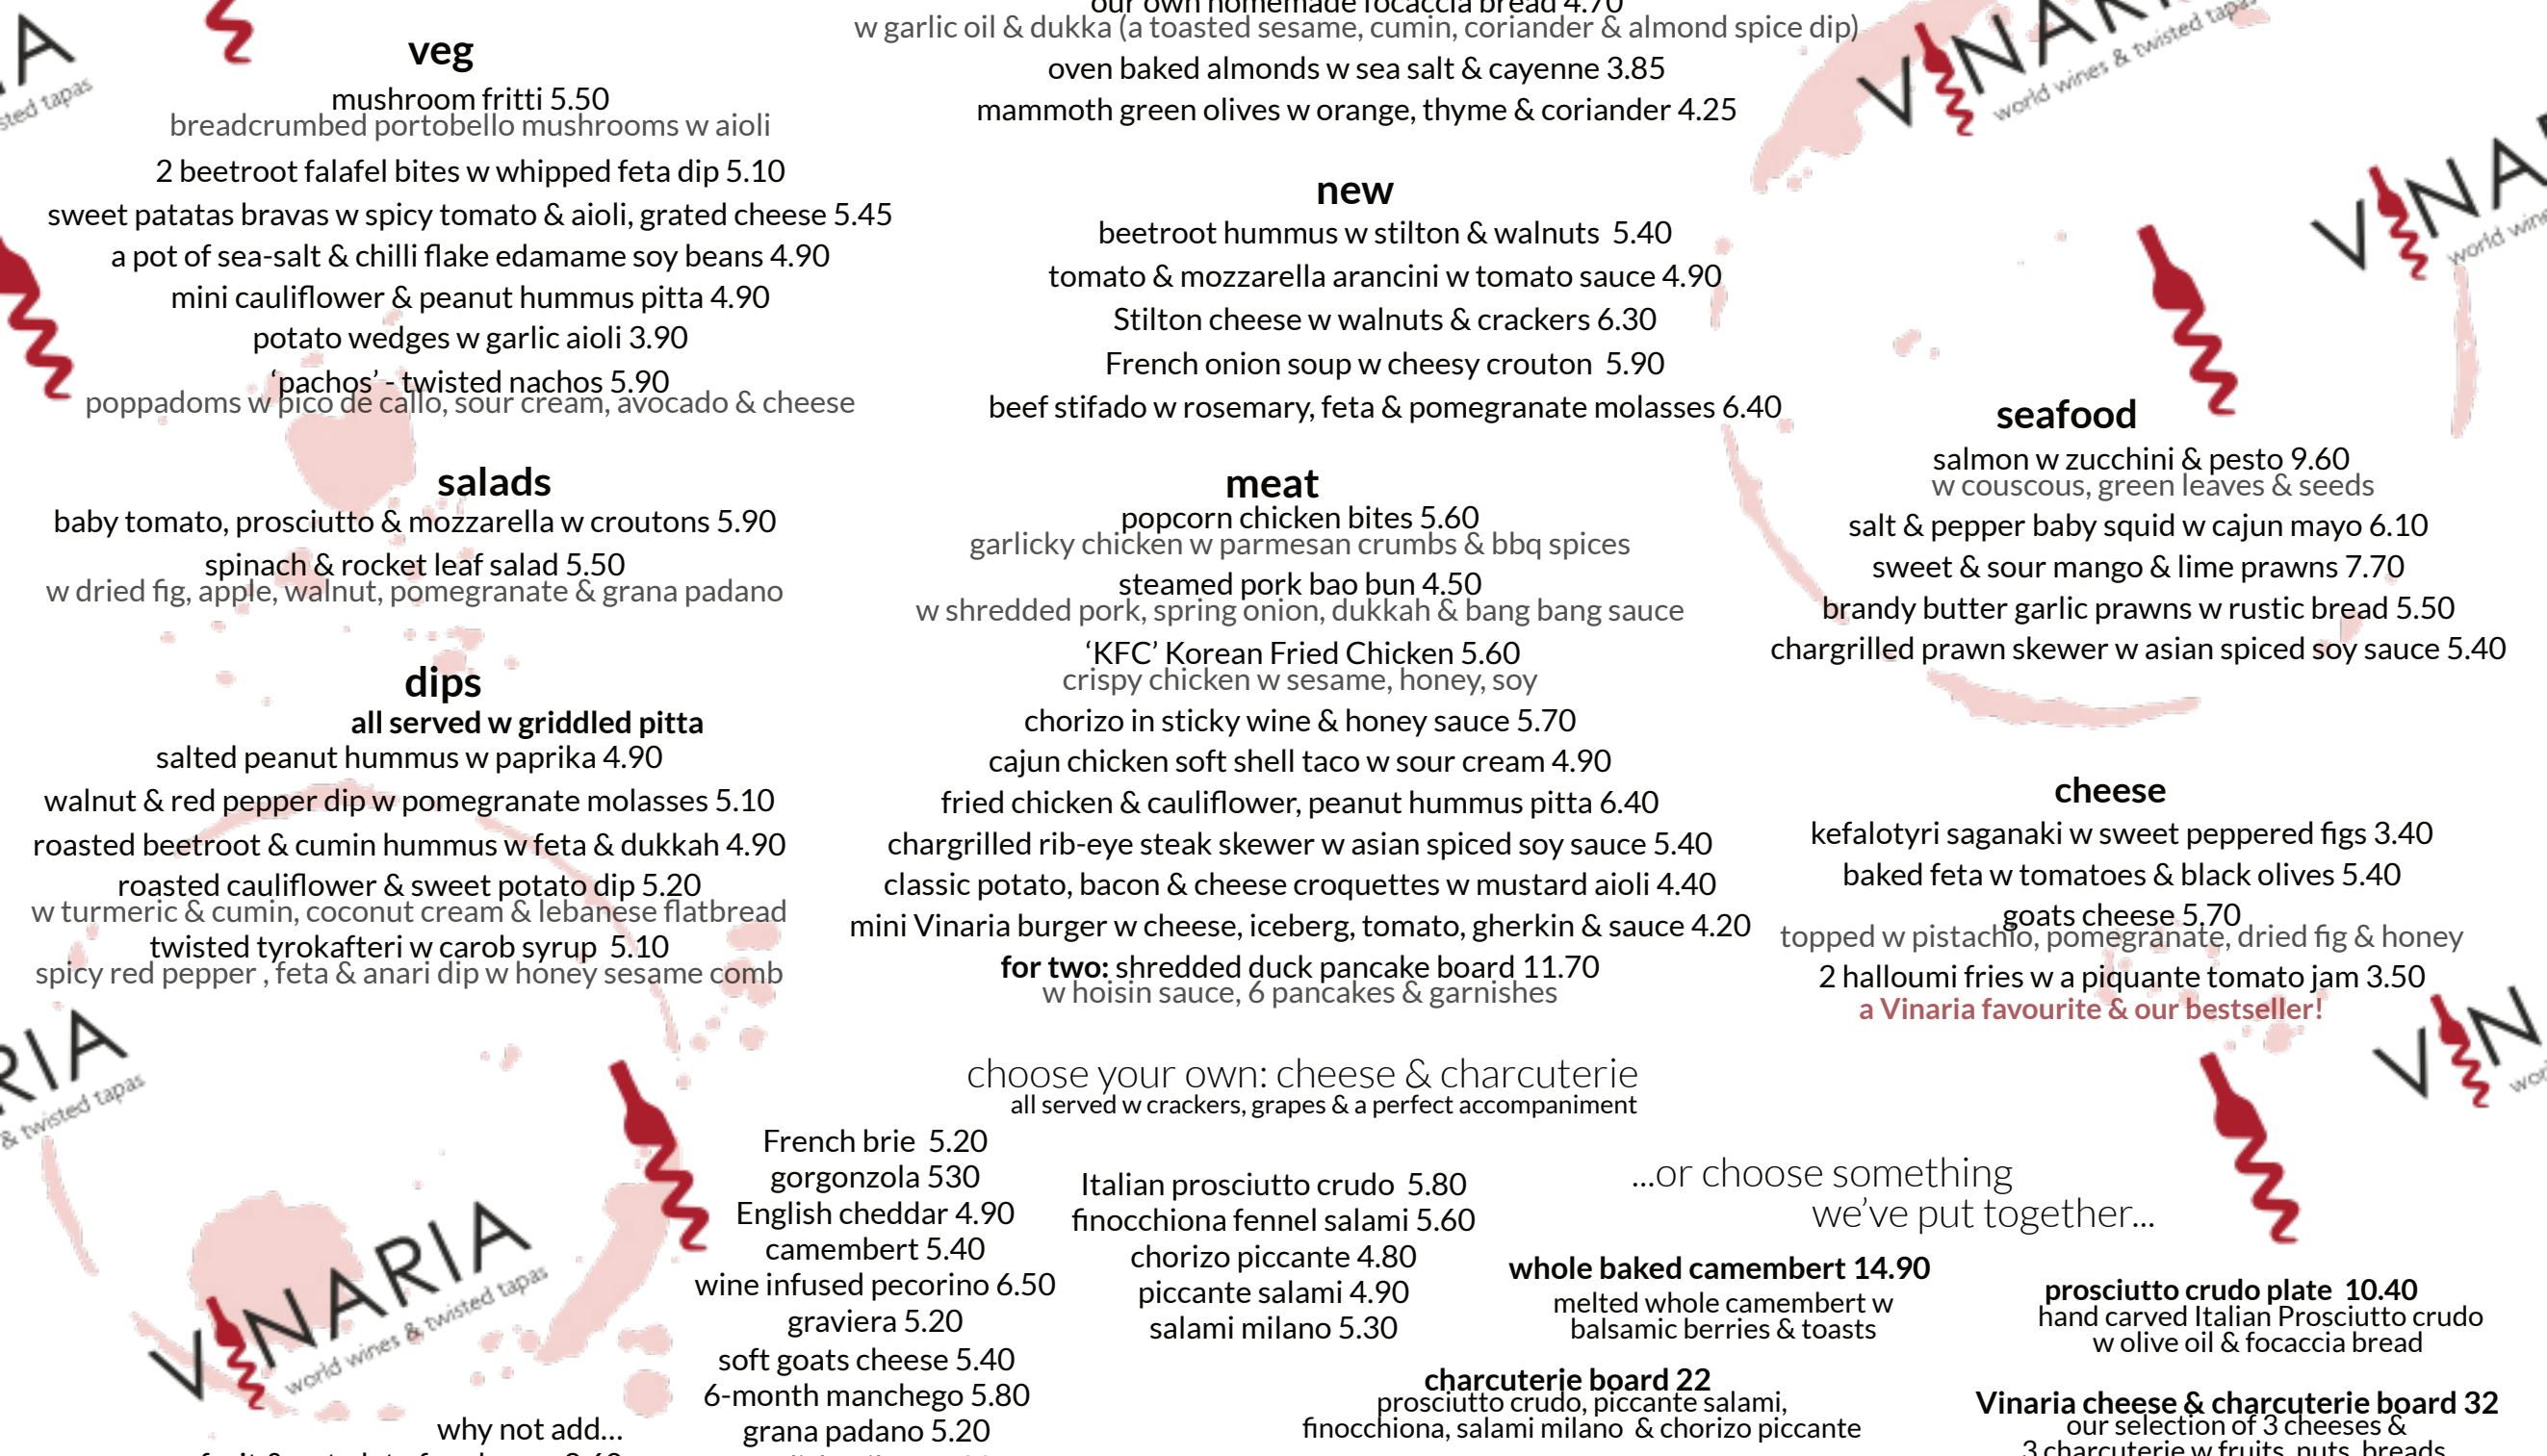 our own homemade focaccia bread 4.70
w garlic oil & dukka (a toasted sesame, cumin, coriander & almond spice dip)
oven baked almonds w sea salt & cayenne 3.85
mammoth green olives w orange, thyme & coriander 4.25
veg
mushroom fritti 5.50
breadcrumbed portobello mushrooms w aioli
2 beetroot falafel bites w whipped feta dip 5.10
sweet patatas bravas w spicy tomato & aioli, grated cheese 5.45
a pot of sea-salt & chilli flake edamame soy beans 4.90
mini cauliflower & peanut hummus pitta 4.90
potato wedges w garlic aioli 3.90
‘pachos’ - twisted nachos 5.90
poppadoms w pico de callo, sour cream, avocado & cheese
salads
baby tomato, prosciutto & mozzarella w croutons 5.90
spinach & rocket leaf salad 5.50
w dried fig, apple, walnut, pomegranate & grana padano
dips
all served w griddled pitta
salted peanut hummus w paprika 4.90
walnut & red pepper dip w pomegranate molasses 5.10
roasted beetroot & cumin hummus w feta & dukkah 4.90
roasted cauliflower & sweet potato dip 5.20
w turmeric & cumin, coconut cream & lebanese flatbread
twisted tyrokafteri w carob syrup 5.10
spicy red pepper , feta & anari dip w honey sesame comb
new
beetroot hummus w stilton & walnuts 5.40
tomato & mozzarella arancini w tomato sauce 4.90
Stilton cheese w walnuts & crackers 6.30
French onion soup w cheesy crouton 5.90
beef stifado w rosemary, feta & pomegranate molasses 6.40
meat
popcorn chicken bites 5.60
garlicky chicken w parmesan crumbs & bbq spices
steamed pork bao bun 4.50
w shredded pork, spring onion, dukkah & bang bang sauce
‘KFC’ Korean Fried Chicken 5.60
crispy chicken w sesame, honey, soy
chorizo in sticky wine & honey sauce 5.70
cajun chicken soft shell taco w sour cream 4.90
fried chicken & cauliflower, peanut hummus pitta 6.40
chargrilled rib-eye steak skewer w asian spiced soy sauce 5.40
classic potato, bacon & cheese croquettes w mustard aioli 4.40
mini Vinaria burger w cheese, iceberg, tomato, gherkin & sauce 4.20
for two: shredded duck pancake board 11.70
w hoisin sauce, 6 pancakes & garnishes
seafood
salmon w zucchini & pesto 9.60
w couscous, green leaves & seeds
salt & pepper baby squid w cajun mayo 6.10
sweet & sour mango & lime prawns 7.70
brandy butter garlic prawns w rustic bread 5.50
chargrilled prawn skewer w asian spiced soy sauce 5.40
cheese
kefalotyri saganaki w sweet peppered figs 3.40
baked feta w tomatoes & black olives 5.40
goats cheese 5.70
topped w pistachio, pomegranate, dried fig & honey
2 halloumi fries w a piquante tomato jam 3.50
a Vinaria favourite & our bestseller!
choose your own: cheese & charcuterie
all served w crackers, grapes & a perfect accompaniment
French brie 5.20
gorgonzola 530
English cheddar 4.90
camembert 5.40
wine infused pecorino 6.50
graviera 5.20
soft goats cheese 5.40
6-month manchego 5.80
grana padano 5.20
Italian prosciutto crudo 5.80
finocchiona fennel salami 5.60
chorizo piccante 4.80
piccante salami 4.90
salami milano 5.30
...or choose something
we’ve put together...
whole baked camembert 14.90
melted whole camembert w
balsamic berries & toasts
prosciutto crudo plate 10.40
hand carved Italian Prosciutto crudo
w olive oil & focaccia bread
charcuterie board 22
prosciutto crudo, piccante salami,
finocchiona, salami milano & chorizo piccante
Vinaria cheese & charcuterie board 32
our selection of 3 cheeses &
3 charcuterie w fruits, nuts, breads
why not add...
VINARIA
world wines & twisted tapas
VINAR
world wines & twisted tapas
VINA
world wine
RIA
& twisted tapas
A
sted tapas
VIN